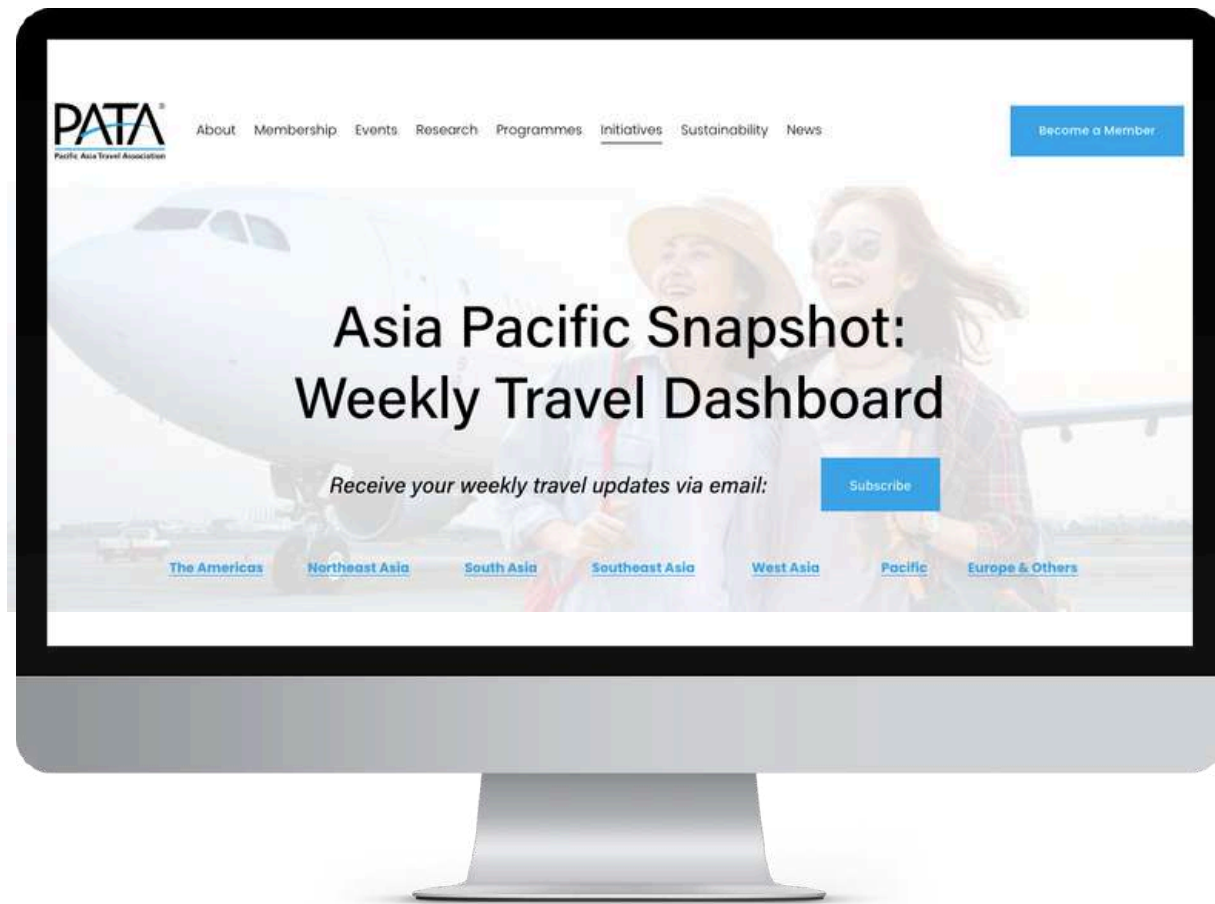 PATA®
Pacific Asia Travel Association
About Membership Events Research Programmes Initiatives Sustainability News
Become a Member
Asia Pacific Snapshot:
Weekly Travel Dashboard
Receive your weekly travel updates via email:
Subscribe
The Americas Northeast Asia South Asia Southeast Asia West Asia Pacific Europe & Others